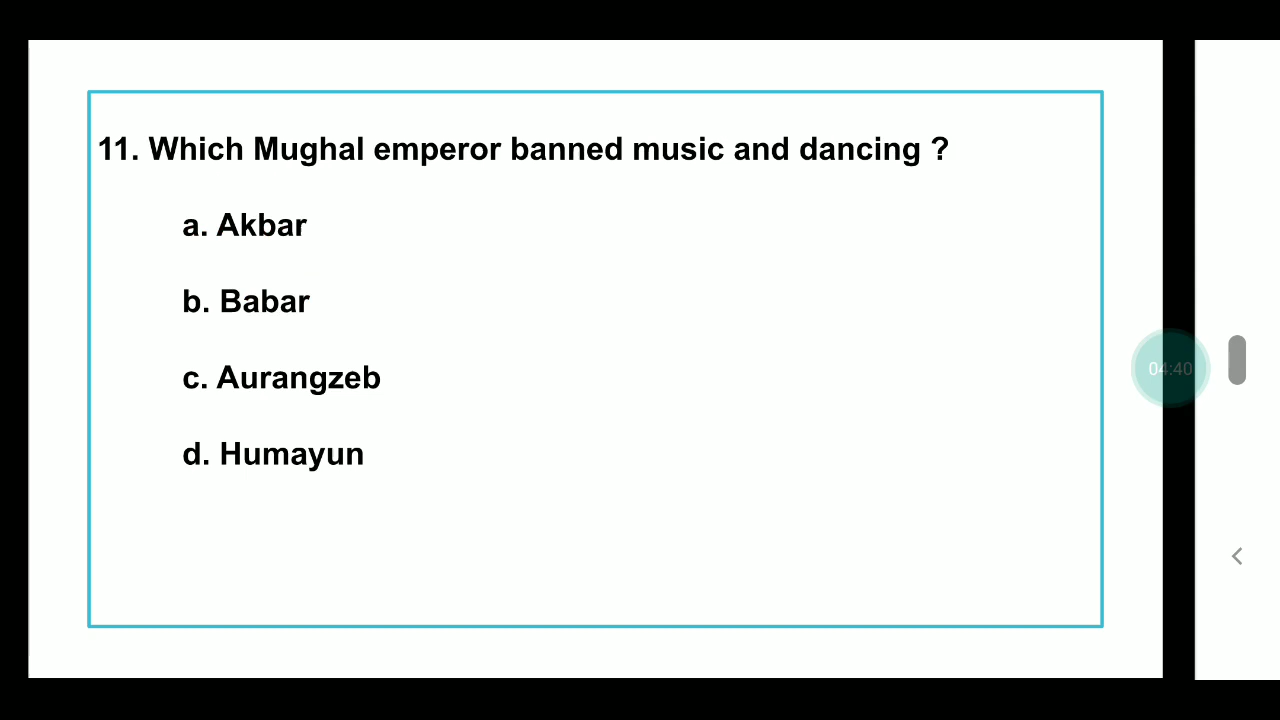 11. Which Mughal emperor banned music and dancing ?
a. Akbar
b. Babar
c. Aurangzeb
d. Humayun
04:40